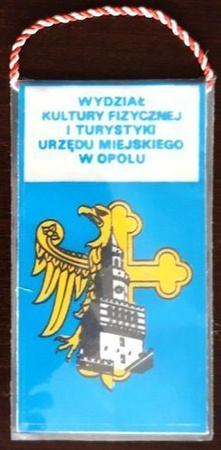 WYDZIAŁ
KULTURY FIZYCZNEJ
I TURYSTYKI
URZĘDU MIEJSKIEGO
W OPOLU